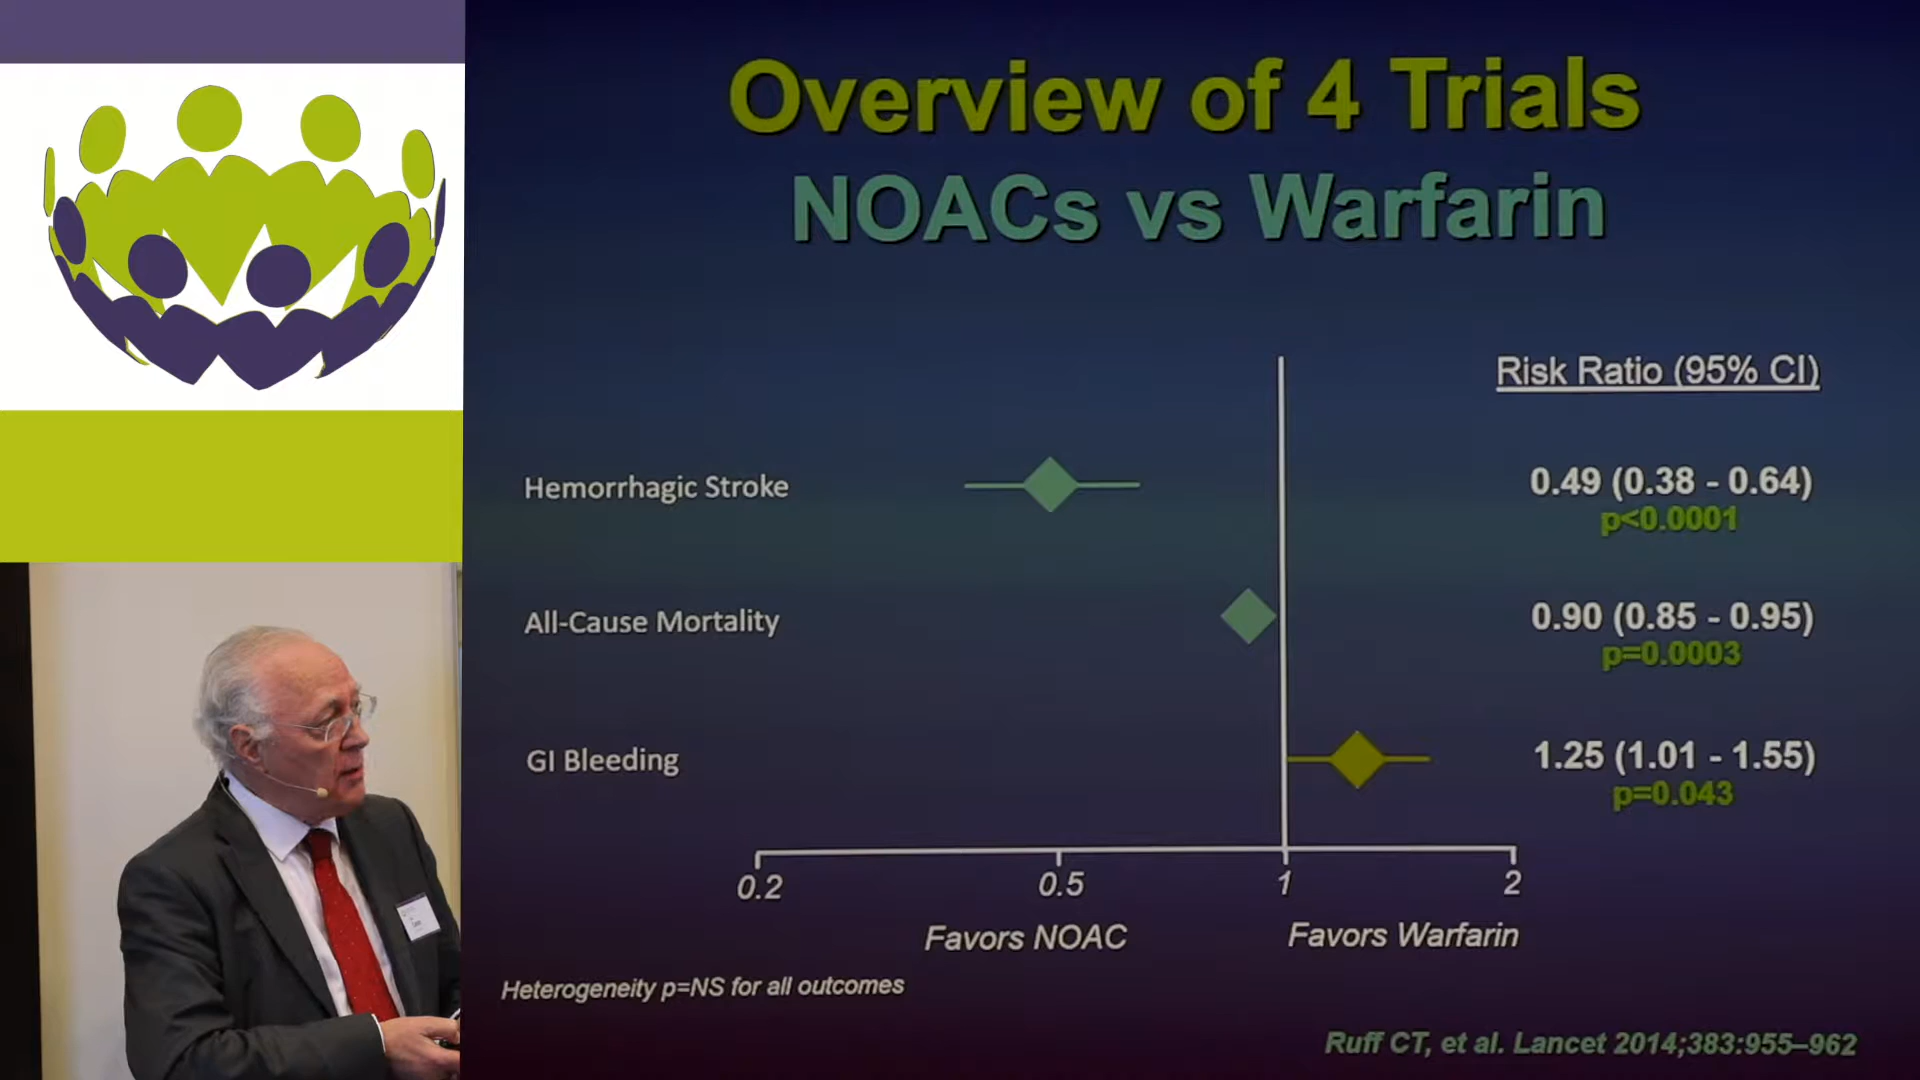 Overview of 4 Trials
NOACs vs Warfarin
Risk Ratio (95% CI)
Hemorrhagic Stroke
0.49 (0.38 - 0.64)
p<0.0001
All-Cause Mortality
0.90 (0.85 - 0.95)
p=0.0003
GI Bleeding
1.25 (1.01 - 1.55)
p=0.043
0.2 0.5 1 2
Favors NOAC Favors Warfarin
Heterogeneity p=NS for all outcomes
Ruff CT, et al. Lancet 2014;383:955–962